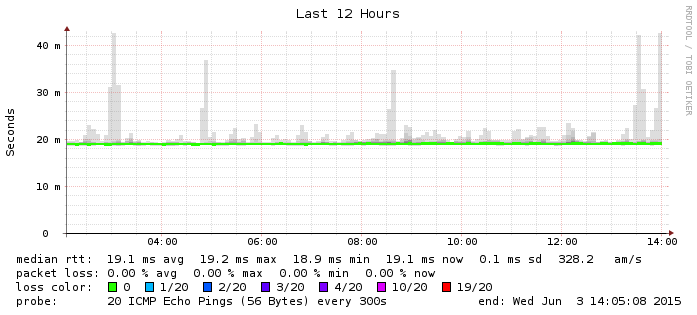 Last 12 Hours
RRDTOOL / TOBI OETIKER
Seconds
40 m
30 m
20 m
10 m
0
04:00 06:00 08:00 10:00 12:00 14:00
median rtt: 19.1 ms avg 19.2 ms max 18.9 ms min 19.1 ms now 0.1 ms sd 328.2 am/s
packet loss: 0.00 % avg 0.00 % max 0.00 % min 0.00 % now
loss color: 0 1/20 2/20 3/20 4/20 10/20 19/20
probe: 20 ICMP Echo Pings (56 Bytes) every 300s end: Wed Jun 3 14:05:08 2015